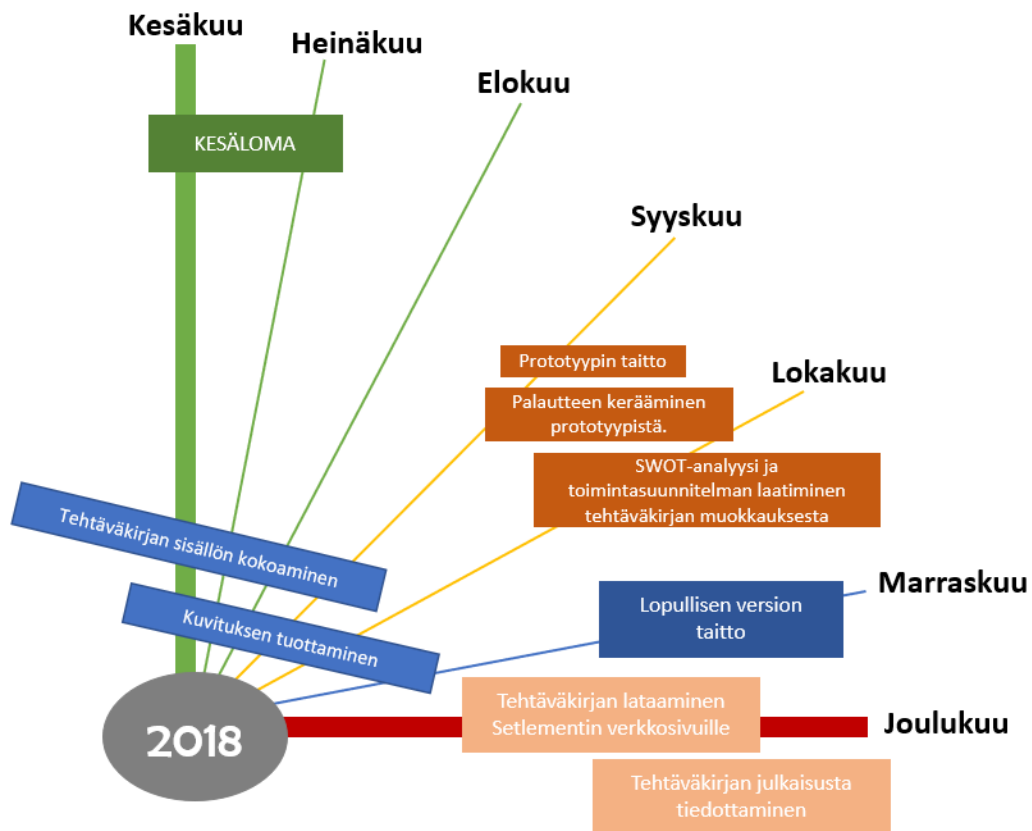 Kesäkuu
Heinäkuu
Elokuu
KESÄLOMA
Syyskuu
Prototyypin taitto
Lokakuu
Palautteen kerääminen
prototyypistä.
SWOT-analyysi ja
toimintasuunnitelman laatiminen
tehtäväkirjan muokkauksesta
Tehtäväkirjan sisällön kokoaminen
Kuvituksen tuottaminen
Marraskuu
Lopullisen version
taitto
2018
Tehtäväkirjan lataaminen
Setlementin verkkosivuille
Joulukuu
Tehtäväkirjan julkaisusta
tiedottaminen